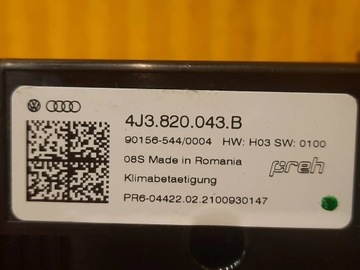 4J3.820.043.B
90156-544/0004 HW: H03 SW: 0100
08S Made in Romania
preh
Klimabetaetigung
PR6-04422.02.2100930147